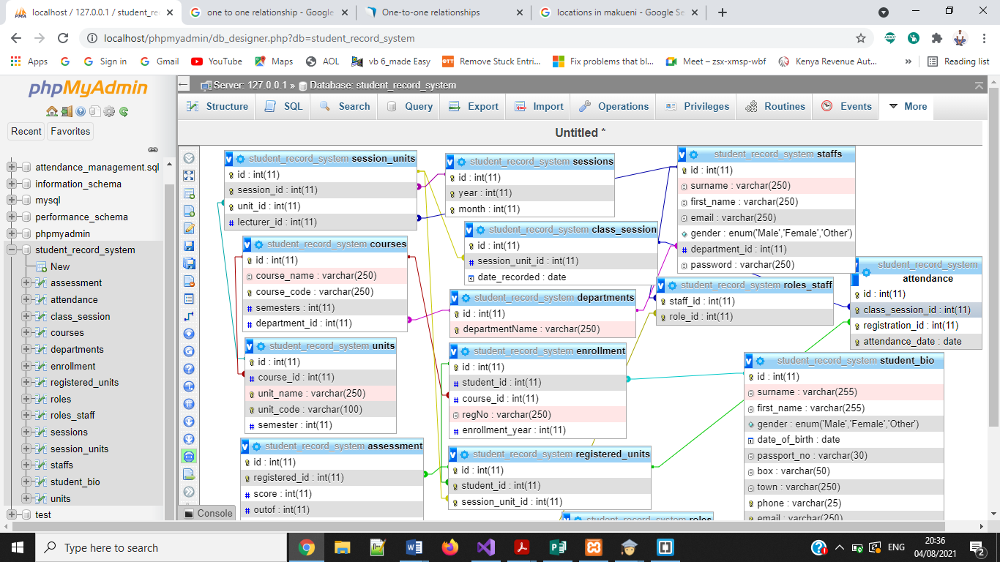 localhost / 127.0.0.1 / student_re
one to one relationship - Google
One-to-one relationships
locations in makueni - Google Se
localhost/phpmyadmin/db_designer.php?db=student_record_system
Apps
Sign in
Gmail
YouTube
Maps
AOL
vb 6_made Easy
Remove Stuck Entri...
Fix problems that bl...
Meet – zsx-xmsp-wbf
Kenya Revenue Aut...
»
Reading list
phpMyAdmin
Recent
Favorites
attendance_management.sql
information_schema
mysql
performance_schema
phpmyadmin
student_record_system
New
assessment
attendance
class_session
courses
departments
enrollment
registered_units
roles
roles_staff
sessions
session_units
staffs
student_bio
units
test
Server: 127.0.0.1 » Database: student_record_system
Structure
SQL
Search
Query
Export
Import
Operations
Privileges
Routines
Events
More
Untitled *
student_record_system session_units
id : int(11)
session_id : int(11)
unit_id : int(11)
lecturer_id : int(11)
student_record_system sessions
id : int(11)
year : int(11)
month : int(11)
student_record_system staffs
id : int(11)
surname : varchar(250)
first_name : varchar(250)
email : varchar(250)
gender : enum('Male','Female','Other')
department_id : int(11)
password : varchar(250)
student_record_system class_session
id : int(11)
session_unit_id : int(11)
date_recorded : date
student_record_system courses
id : int(11)
course_name : varchar(250)
course_code : varchar(250)
semesters : int(11)
department_id : int(11)
student_record_system attendance
id : int(11)
class_session_id : int(11)
registration_id : int(11)
attendance_date : date
student_record_system roles_staff
staff_id : int(11)
role_id : int(11)
student_record_system departments
id : int(11)
departmentName : varchar(250)
student_record_system units
id : int(11)
course_id : int(11)
unit_name : varchar(250)
unit_code : varchar(100)
semester : int(11)
student_record_system enrollment
id : int(11)
student_id : int(11)
course_id : int(11)
regNo : varchar(250)
enrollment_year : int(11)
student_record_system student_bio
id : int(11)
surname : varchar(255)
first_name : varchar(255)
gender : enum('Male','Female','Other')
date_of_birth : date
passport_no : varchar(30)
box : varchar(50)
town : varchar(250)
phone : varchar(25)
email : varchar(250)
student_record_system assessment
id : int(11)
registered_id : int(11)
score : int(11)
outof : int(11)
student_record_system registered_units
id : int(11)
student_id : int(11)
session_unit_id : int(11)
student_record_system roles
Console
Type here to search
ENG
20:36
04/08/2021
2